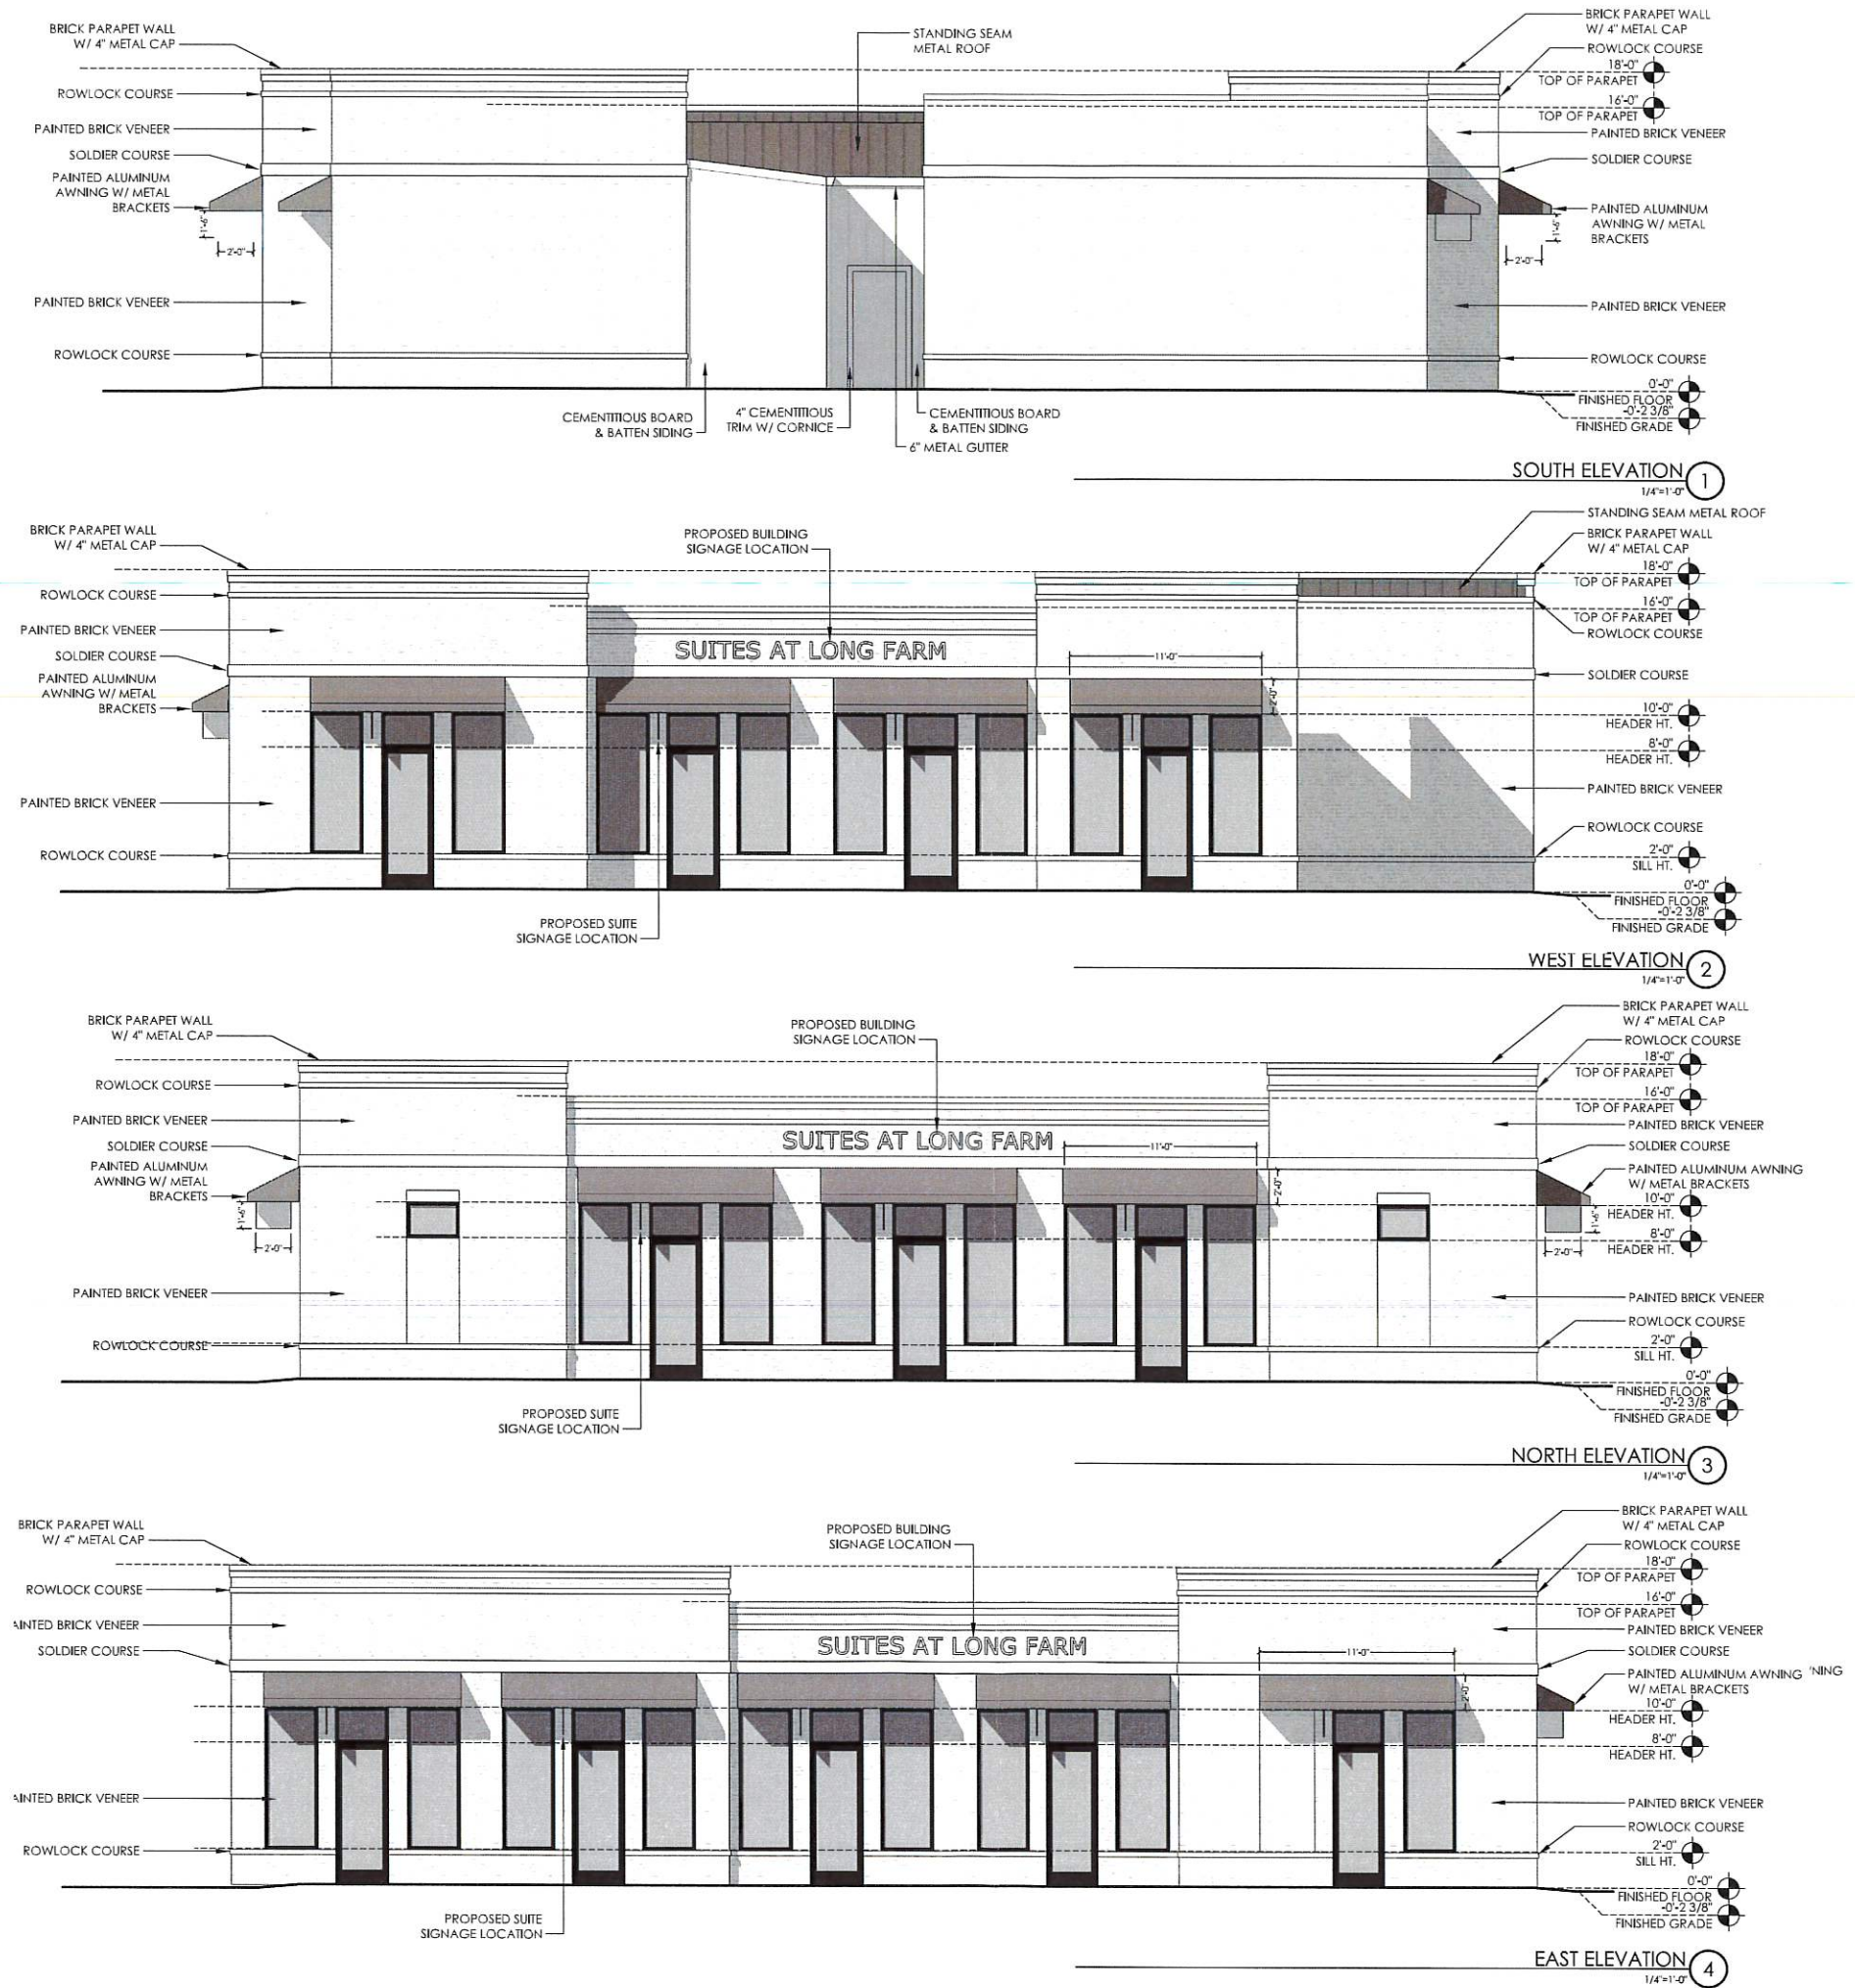 BRICK PARAPET WALL
W/ 4" METAL CAP
ROWLOCK COURSE
PAINTED BRICK VENEER
SOLDIER COURSE
PAINTED ALUMINUM
AWNING W/ METAL
BRACKETS
1'-6"
2'-0"
PAINTED BRICK VENEER
ROWLOCK COURSE
STANDING SEAM
METAL ROOF
CEMENTITIOUS BOARD
& BATTEN SIDING
4" CEMENTITIOUS
TRIM W/ CORNICE
CEMENTITIOUS BOARD
& BATTEN SIDING
6" METAL GUTTER
BRICK PARAPET WALL
W/ 4" METAL CAP
ROWLOCK COURSE
18'-0"
TOP OF PARAPET
16'-0"
TOP OF PARAPET
PAINTED BRICK VENEER
SOLDIER COURSE
PAINTED ALUMINUM
AWNING W/ METAL
BRACKETS
1'-6"
2'-0"
PAINTED BRICK VENEER
ROWLOCK COURSE
0'-0"
FINISHED FLOOR
-0'-2 3/8"
FINISHED GRADE
SOUTH ELEVATION
1/4"=1'-0"
1
BRICK PARAPET WALL
W/ 4" METAL CAP
ROWLOCK COURSE
PAINTED BRICK VENEER
SOLDIER COURSE
PAINTED ALUMINUM
AWNING W/ METAL
BRACKETS
PAINTED BRICK VENEER
ROWLOCK COURSE
PROPOSED BUILDING
SIGNAGE LOCATION
SUITES AT LONG FARM
11'-0"
2'-0"
PROPOSED SUITE
SIGNAGE LOCATION
STANDING SEAM METAL ROOF
BRICK PARAPET WALL
W/ 4" METAL CAP
18'-0"
TOP OF PARAPET
16'-0"
TOP OF PARAPET
ROWLOCK COURSE
SOLDIER COURSE
10'-0"
HEADER HT.
8'-0"
HEADER HT.
PAINTED BRICK VENEER
ROWLOCK COURSE
2'-0"
SILL HT.
0'-0"
FINISHED FLOOR
-0'-2 3/8"
FINISHED GRADE
WEST ELEVATION
1/4"=1'-0"
2
BRICK PARAPET WALL
W/ 4" METAL CAP
ROWLOCK COURSE
PAINTED BRICK VENEER
SOLDIER COURSE
PAINTED ALUMINUM
AWNING W/ METAL
BRACKETS
1'-6"
2'-0"
PAINTED BRICK VENEER
ROWLOCK COURSE
PROPOSED BUILDING
SIGNAGE LOCATION
SUITES AT LONG FARM
11'-0"
2'-0"
PROPOSED SUITE
SIGNAGE LOCATION
BRICK PARAPET WALL
W/ 4" METAL CAP
ROWLOCK COURSE
18'-0"
TOP OF PARAPET
16'-0"
TOP OF PARAPET
PAINTED BRICK VENEER
SOLDIER COURSE
PAINTED ALUMINUM AWNING
W/ METAL BRACKETS
10'-0"
HEADER HT.
1'-6"
8'-0"
HEADER HT.
2'-0"
PAINTED BRICK VENEER
ROWLOCK COURSE
2'-0"
SILL HT.
0'-0"
FINISHED FLOOR
-0'-2 3/8"
FINISHED GRADE
NORTH ELEVATION
1/4"=1'-0"
3
BRICK PARAPET WALL
W/ 4" METAL CAP
ROWLOCK COURSE
AINTED BRICK VENEER
SOLDIER COURSE
AINTED BRICK VENEER
ROWLOCK COURSE
PROPOSED BUILDING
SIGNAGE LOCATION
SUITES AT LONG FARM
11'-0"
2'-0"
PROPOSED SUITE
SIGNAGE LOCATION
BRICK PARAPET WALL
W/ 4" METAL CAP
ROWLOCK COURSE
18'-0"
TOP OF PARAPET
16'-0"
TOP OF PARAPET
PAINTED BRICK VENEER
SOLDIER COURSE
PAINTED ALUMINUM AWNING 'NING
W/ METAL BRACKETS
10'-0"
HEADER HT.
8'-0"
HEADER HT.
PAINTED BRICK VENEER
ROWLOCK COURSE
2'-0"
SILL HT.
0'-0"
FINISHED FLOOR
-0'-2 3/8"
FINISHED GRADE
EAST ELEVATION
1/4"=1'-0"
4